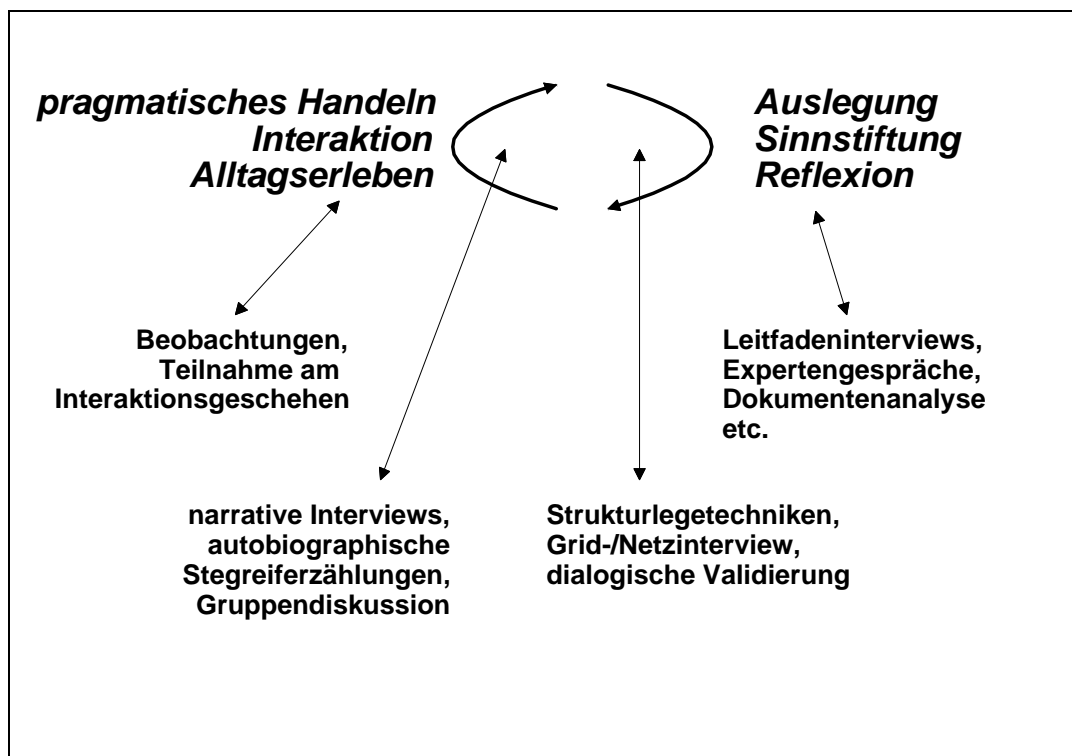 pragmatisches Handeln
Interaktion
Alltagserleben
Auslegung
Sinnstiftung
Reflexion
Beobachtungen,
Teilnahme am
Interaktionsgeschehen
Leitfadeninterviews,
Expertengespräche,
Dokumentenanalyse
etc.
narrative Interviews,
autobiographische
Stegreiferzählungen,
Gruppendiskussion
Strukturlegetechniken,
Grid-/Netzinterview,
dialogische Validierung